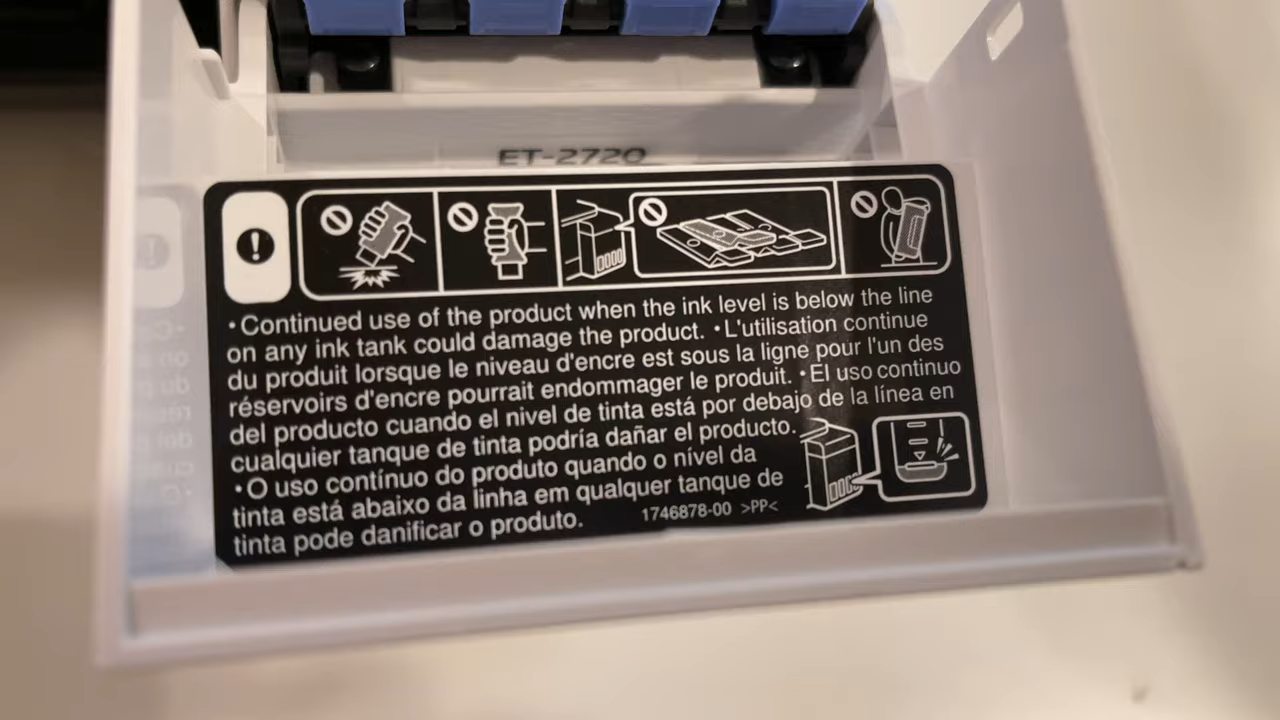 ET-2720
!
• Continued use of the product when the ink level is below the line
on any ink tank could damage the product. • L'utilisation continue
du produit lorsque le niveau d'encre est sous la ligne pour l'un des
réservoirs d'encre pourrait endommager le produit. • El uso continuo
del producto cuando el nivel de tinta está por debajo de la línea en
cualquier tanque de tinta podría dañar el producto.
• O uso contínuo do produto quando o nível da
tinta está abaixo da linha em qualquer tanque de
tinta pode danificar o produto.
1746878-00 >PP<